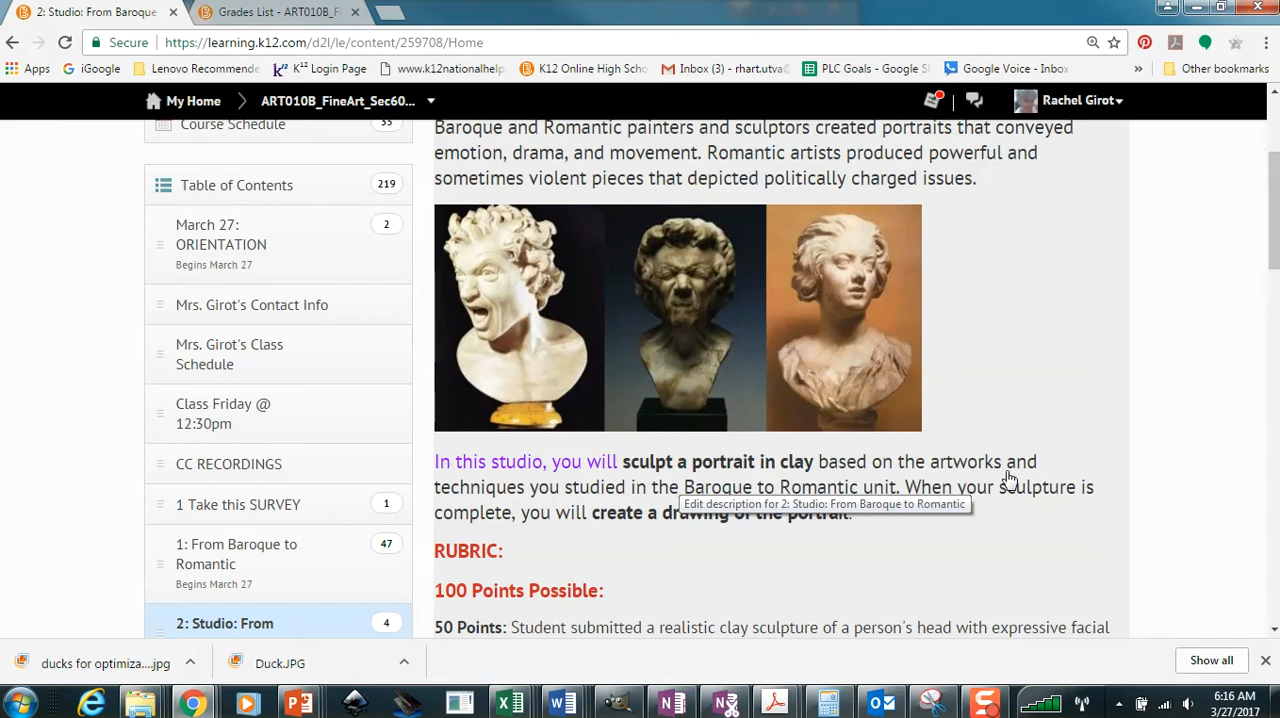 2: Studio: From Baroque
Grades List - ART010B_Fi
Secure
https://learning.k12.com/d2l/le/content/259708/Home
Apps
iGoogle
Lenovo Recommende
K12 Login Page
www.k12nationalhelp
K12 Online High Scho
Inbox (3) - rhart.utva@
PLC Goals - Google S
Google Voice - Inbox
»
Other bookmarks
My Home
ART010B_FineArt_Sec60...
Rachel Girot
Course Schedule
35
Table of Contents
219
March 27:
ORIENTATION
Begins March 27
2
Mrs. Girot's Contact Info
Mrs. Girot's Class
Schedule
Class Friday @
12:30pm
CC RECORDINGS
1 Take this SURVEY
1
1: From Baroque to
Romantic
Begins March 27
47
2: Studio: From
4
Baroque and Romantic painters and sculptors created portraits that conveyed
emotion, drama, and movement. Romantic artists produced powerful and
sometimes violent pieces that depicted politically charged issues.
In this studio, you will sculpt a portrait in clay based on the artworks and
techniques you studied in the Baroque to Romantic unit. When your sculpture is
Edit description for 2: Studio: From Baroque to Romantic
complete, you will create a drawing of the portrait.
RUBRIC:
100 Points Possible:
50 Points: Student submitted a realistic clay sculpture of a person's head with expressive facial
ducks for optimiza....jpg
Duck.JPG
Show all
6:16 AM
3/27/2017